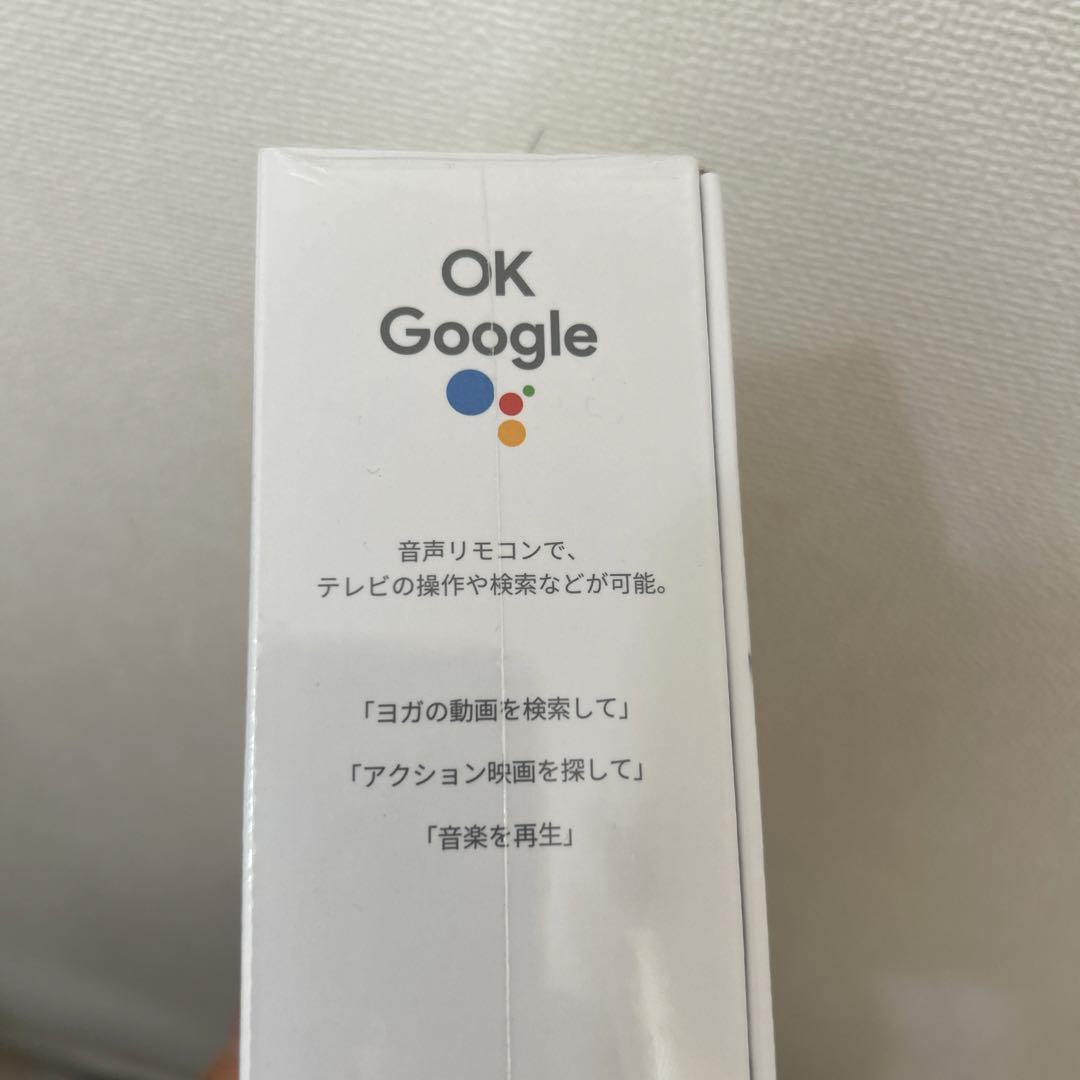 OK
Google
音声リモコンで、
テレビの操作や検索などが可能。
「ヨガの動画を検索して」
「アクション映画を探して」
「音楽を再生」